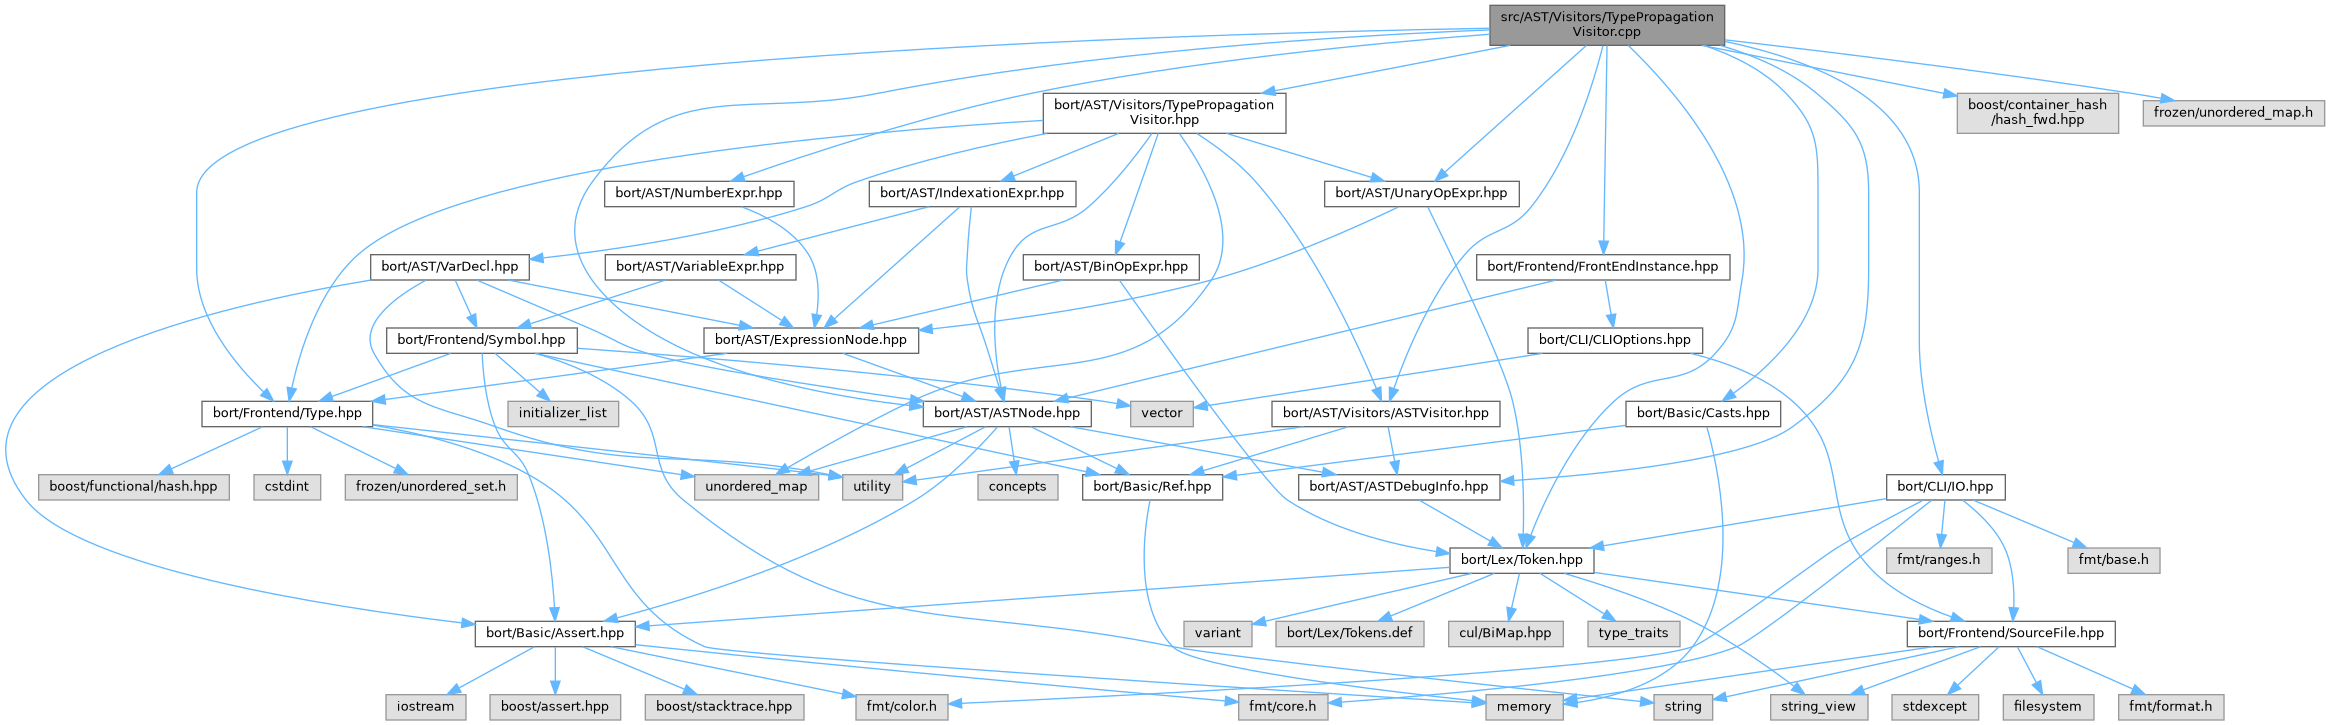 src/AST/Visitors/TypePropagation
Visitor.cpp
bort/AST/Visitors/TypePropagation
Visitor.hpp
boost/container_hash
/hash_fwd.hpp
frozen/unordered_map.h
bort/AST/NumberExpr.hpp
bort/AST/IndexationExpr.hpp
bort/AST/UnaryOpExpr.hpp
bort/AST/VarDecl.hpp
bort/AST/VariableExpr.hpp
bort/AST/BinOpExpr.hpp
bort/Frontend/FrontEndInstance.hpp
bort/Frontend/Symbol.hpp
bort/AST/ExpressionNode.hpp
bort/CLI/CLIOptions.hpp
bort/Frontend/Type.hpp
initializer_list
bort/AST/ASTNode.hpp
vector
bort/AST/Visitors/ASTVisitor.hpp
bort/Basic/Casts.hpp
boost/functional/hash.hpp
cstdint
frozen/unordered_set.h
unordered_map
utility
concepts
bort/Basic/Ref.hpp
bort/AST/ASTDebugInfo.hpp
bort/CLI/IO.hpp
bort/Lex/Token.hpp
fmt/ranges.h
fmt/base.h
bort/Basic/Assert.hpp
variant
bort/Lex/Tokens.def
cul/BiMap.hpp
type_traits
bort/Frontend/SourceFile.hpp
iostream
boost/assert.hpp
boost/stacktrace.hpp
fmt/color.h
fmt/core.h
memory
string
string_view
stdexcept
filesystem
fmt/format.h